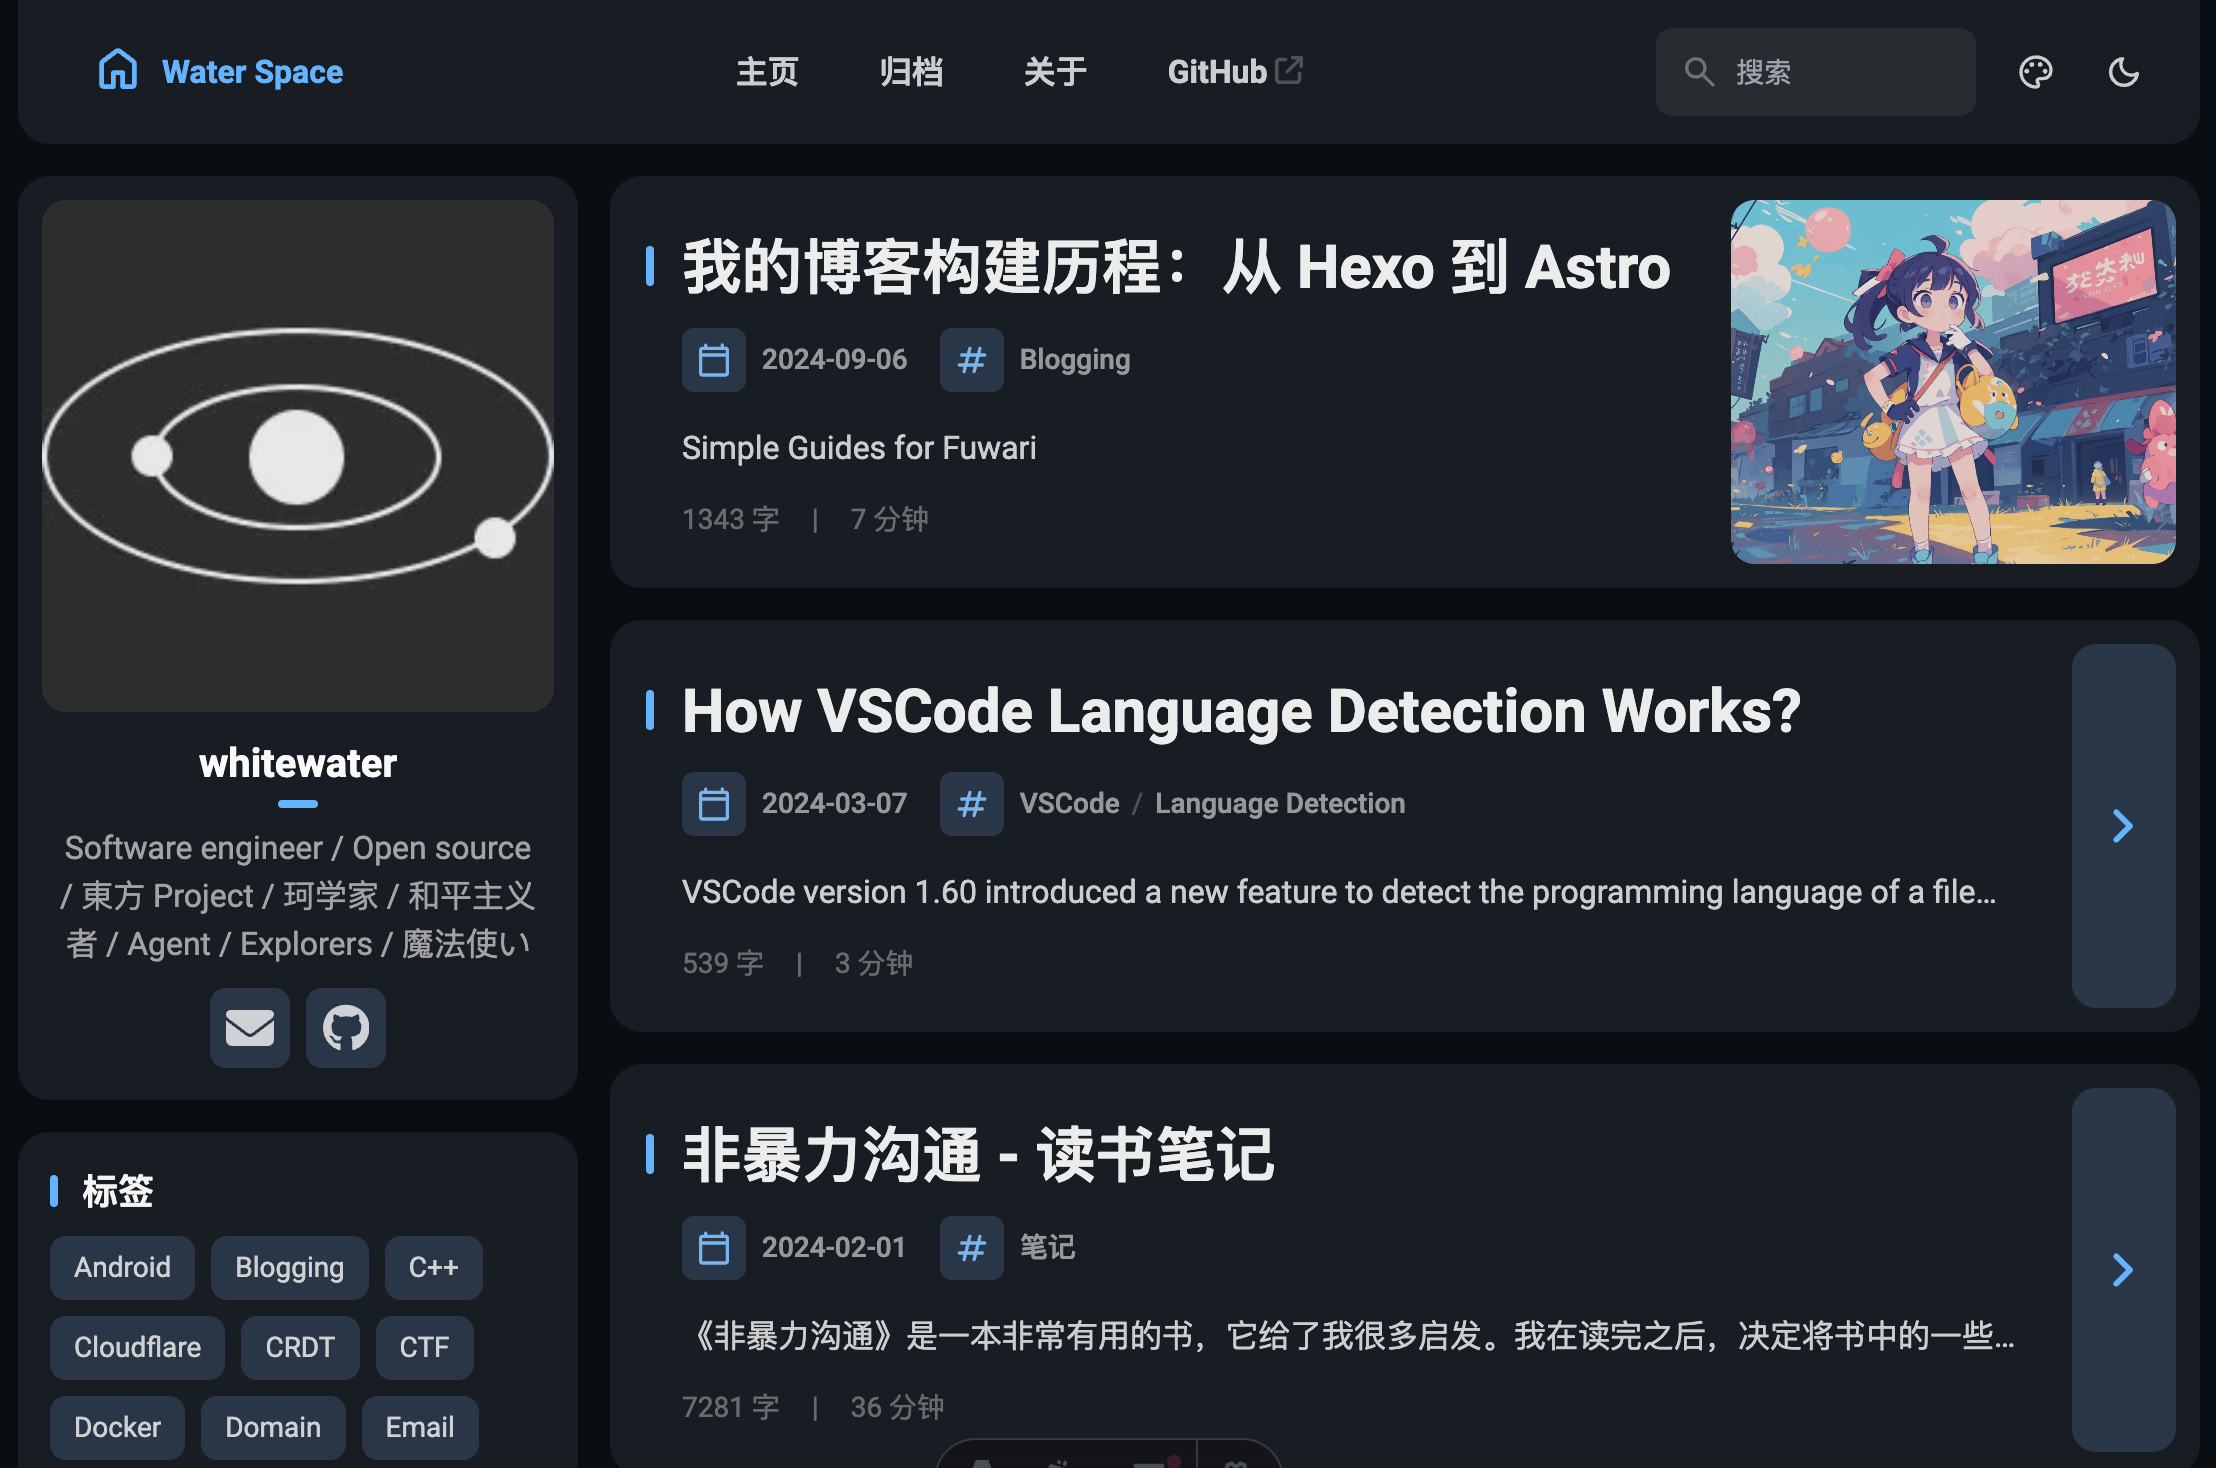 Water Space
主页
归档
关于
GitHub
搜索
whitewater
Software engineer / Open source
/ 東方 Project / 珂学家 / 和平主义
者 / Agent / Explorers / 魔法使い
标签
Android
Blogging
C++
Cloudflare
CRDT
CTF
Docker
Domain
Email
我的博客构建历程：从 Hexo 到 Astro
2024-09-06
# Blogging
Simple Guides for Fuwari
1343 字 | 7 分钟
How VSCode Language Detection Works?
2024-03-07
# VSCode / Language Detection
VSCode version 1.60 introduced a new feature to detect the programming language of a file...
539 字 | 3 分钟
非暴力沟通 - 读书笔记
2024-02-01
# 笔记
《非暴力沟通》是一本非常有用的书，它给了我很多启发。我在读完之后，决定将书中的一些...
7281 字 | 36 分钟